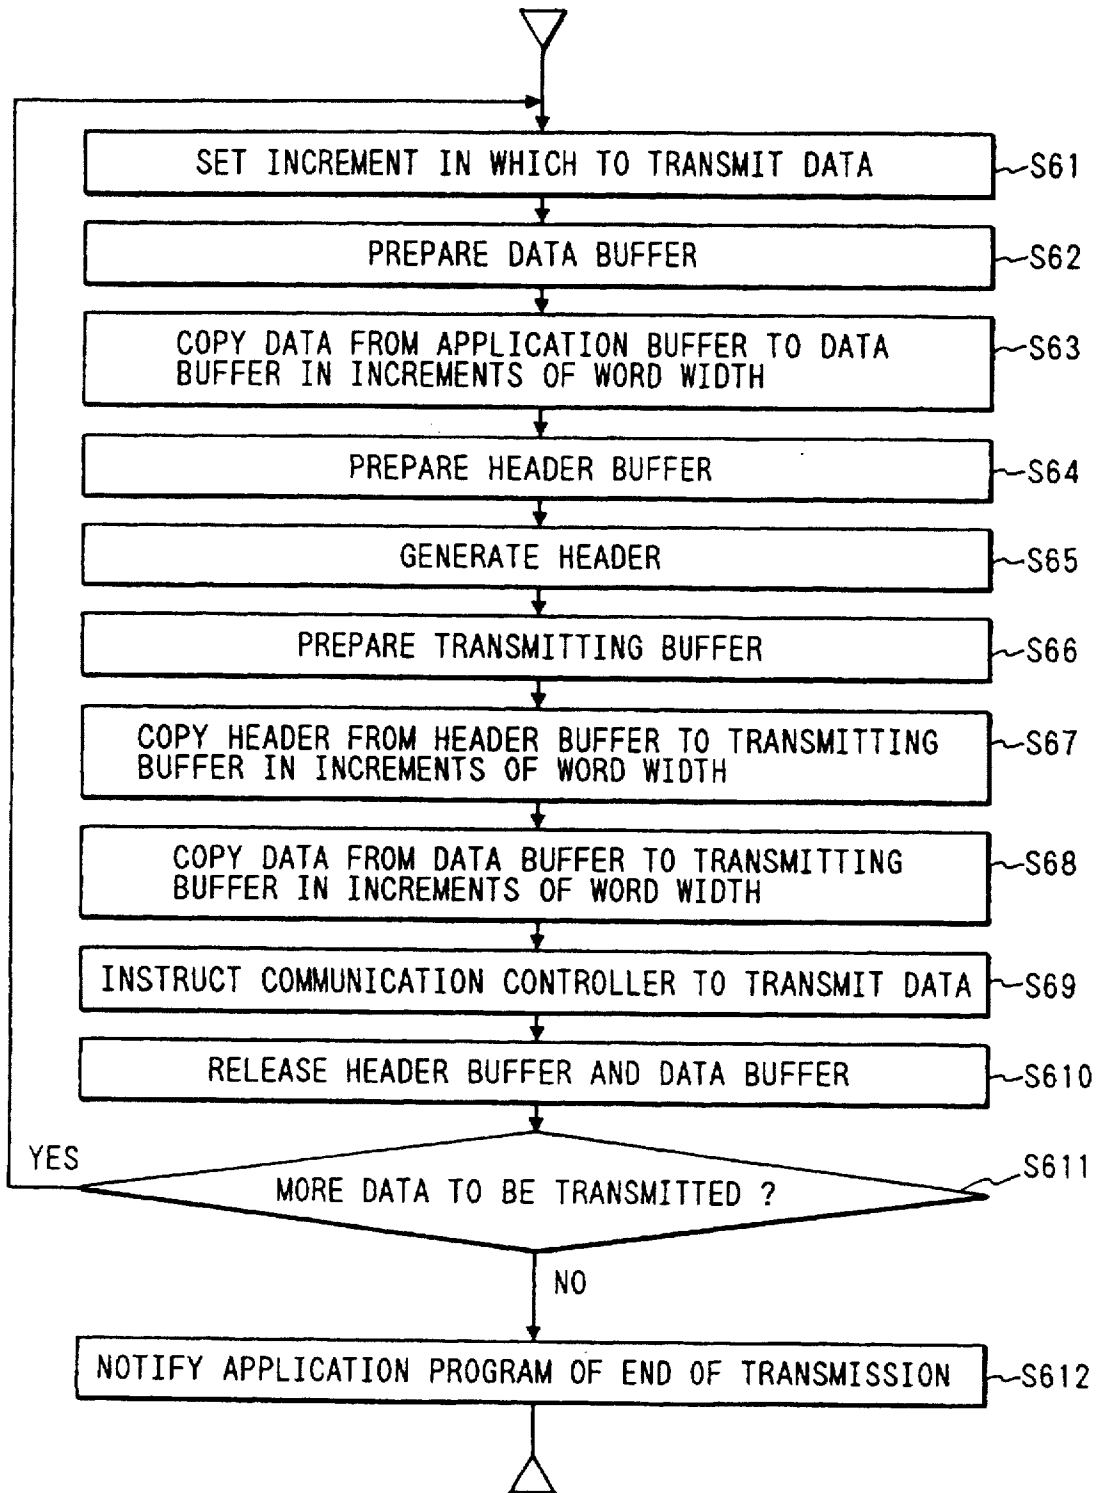 SET INCREMENT IN WHICH TO TRANSMIT DATA
S61
PREPARE DATA BUFFER
S62
COPY DATA FROM APPLICATION BUFFER TO DATA
BUFFER IN INCREMENTS OF WORD WIDTH
S63
PREPARE HEADER BUFFER
S64
GENERATE HEADER
S65
PREPARE TRANSMITTING BUFFER
S66
COPY HEADER FROM HEADER BUFFER TO TRANSMITTING
BUFFER IN INCREMENTS OF WORD WIDTH
S67
COPY DATA FROM DATA BUFFER TO TRANSMITTING
BUFFER IN INCREMENTS OF WORD WIDTH
S68
INSTRUCT COMMUNICATION CONTROLLER TO TRANSMIT DATA
S69
RELEASE HEADER BUFFER AND DATA BUFFER
S610
YES
MORE DATA TO BE TRANSMITTED ?
S611
NO
NOTIFY APPLICATION PROGRAM OF END OF TRANSMISSION
S612